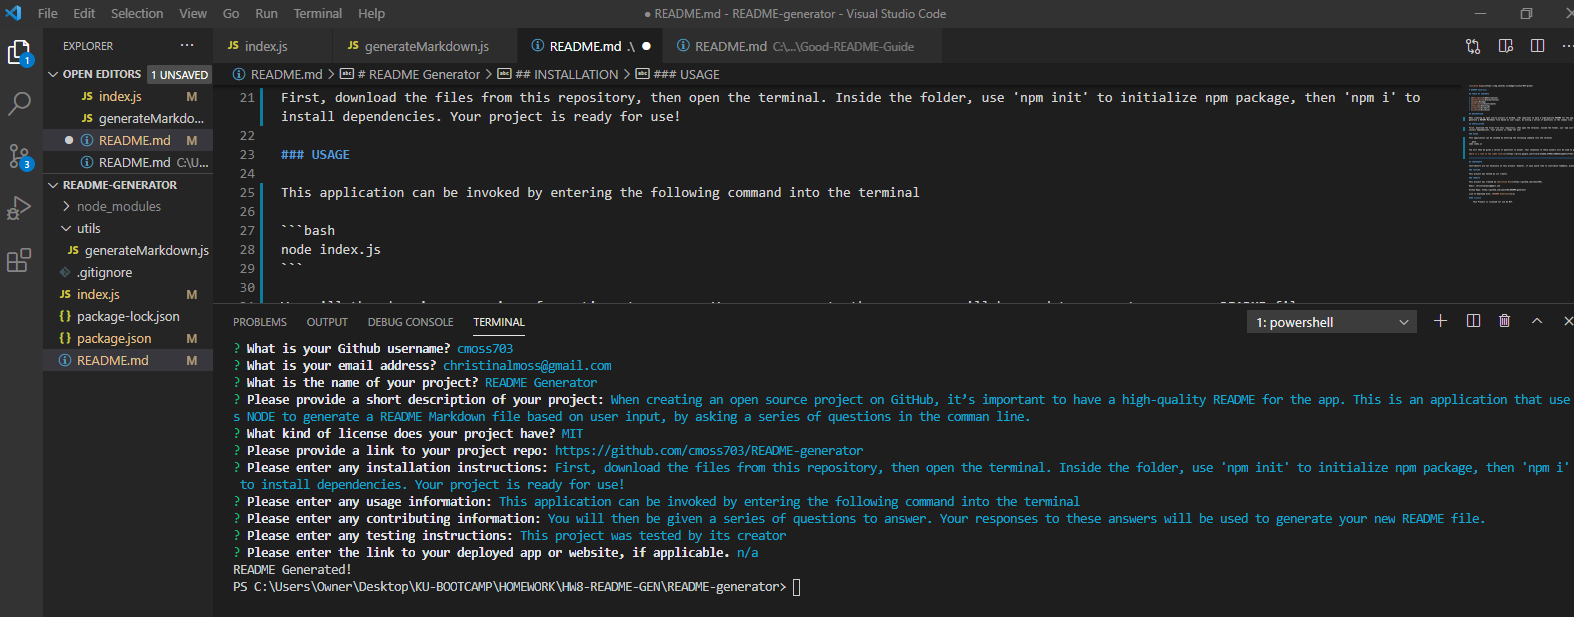 File Edit Selection View Go Run Terminal Help
● README.md - README-generator - Visual Studio Code
EXPLORER ···
JS index.js
JS generateMarkdown.js
README.md .\ ●
README.md C:\...\Good-README-Guide
OPEN EDITORS 1 UNSAVED
JS index.js M
JS generateMarkdo...
● README.md M
README.md C:\U...
README-GENERATOR
node_modules
utils
JS generateMarkdown.js
.gitignore
JS index.js M
{} package-lock.json
{} package.json M
README.md M
1
3
README.md > # README Generator > ## INSTALLATION > ### USAGE
21 First, download the files from this repository, then open the terminal. Inside the folder, use 'npm init' to initialize npm package, then 'npm i' to
install dependencies. Your project is ready for use!
22
23 ### USAGE
24
25 This application can be invoked by entering the following command into the terminal
26
27 ```bash
28 node index.js
29 ```
30
PROBLEMS OUTPUT DEBUG CONSOLE TERMINAL
1: powershell
? What is your Github username? cmoss703
? What is your email address? christinalmoss@gmail.com
? What is the name of your project? README Generator
? Please provide a short description of your project: When creating an open source project on GitHub, it's important to have a high-quality README for the app. This is an application that use
s NODE to generate a README Markdown file based on user input, by asking a series of questions in the comman line.
? What kind of license does your project have? MIT
? Please provide a link to your project repo: https://github.com/cmoss703/README-generator
? Please enter any installation instructions: First, download the files from this repository, then open the terminal. Inside the folder, use 'npm init' to initialize npm package, then 'npm i'
to install dependencies. Your project is ready for use!
? Please enter any usage information: This application can be invoked by entering the following command into the terminal
? Please enter any contributing information: You will then be given a series of questions to answer. Your responses to these answers will be used to generate your new README file.
? Please enter any testing instructions: This project was tested by its creator
? Please enter the link to your deployed app or website, if applicable. n/a
README Generated!
PS C:\Users\Owner\Desktop\KU-BOOTCAMP\HOMEWORK\HW8-README-GEN\README-generator>